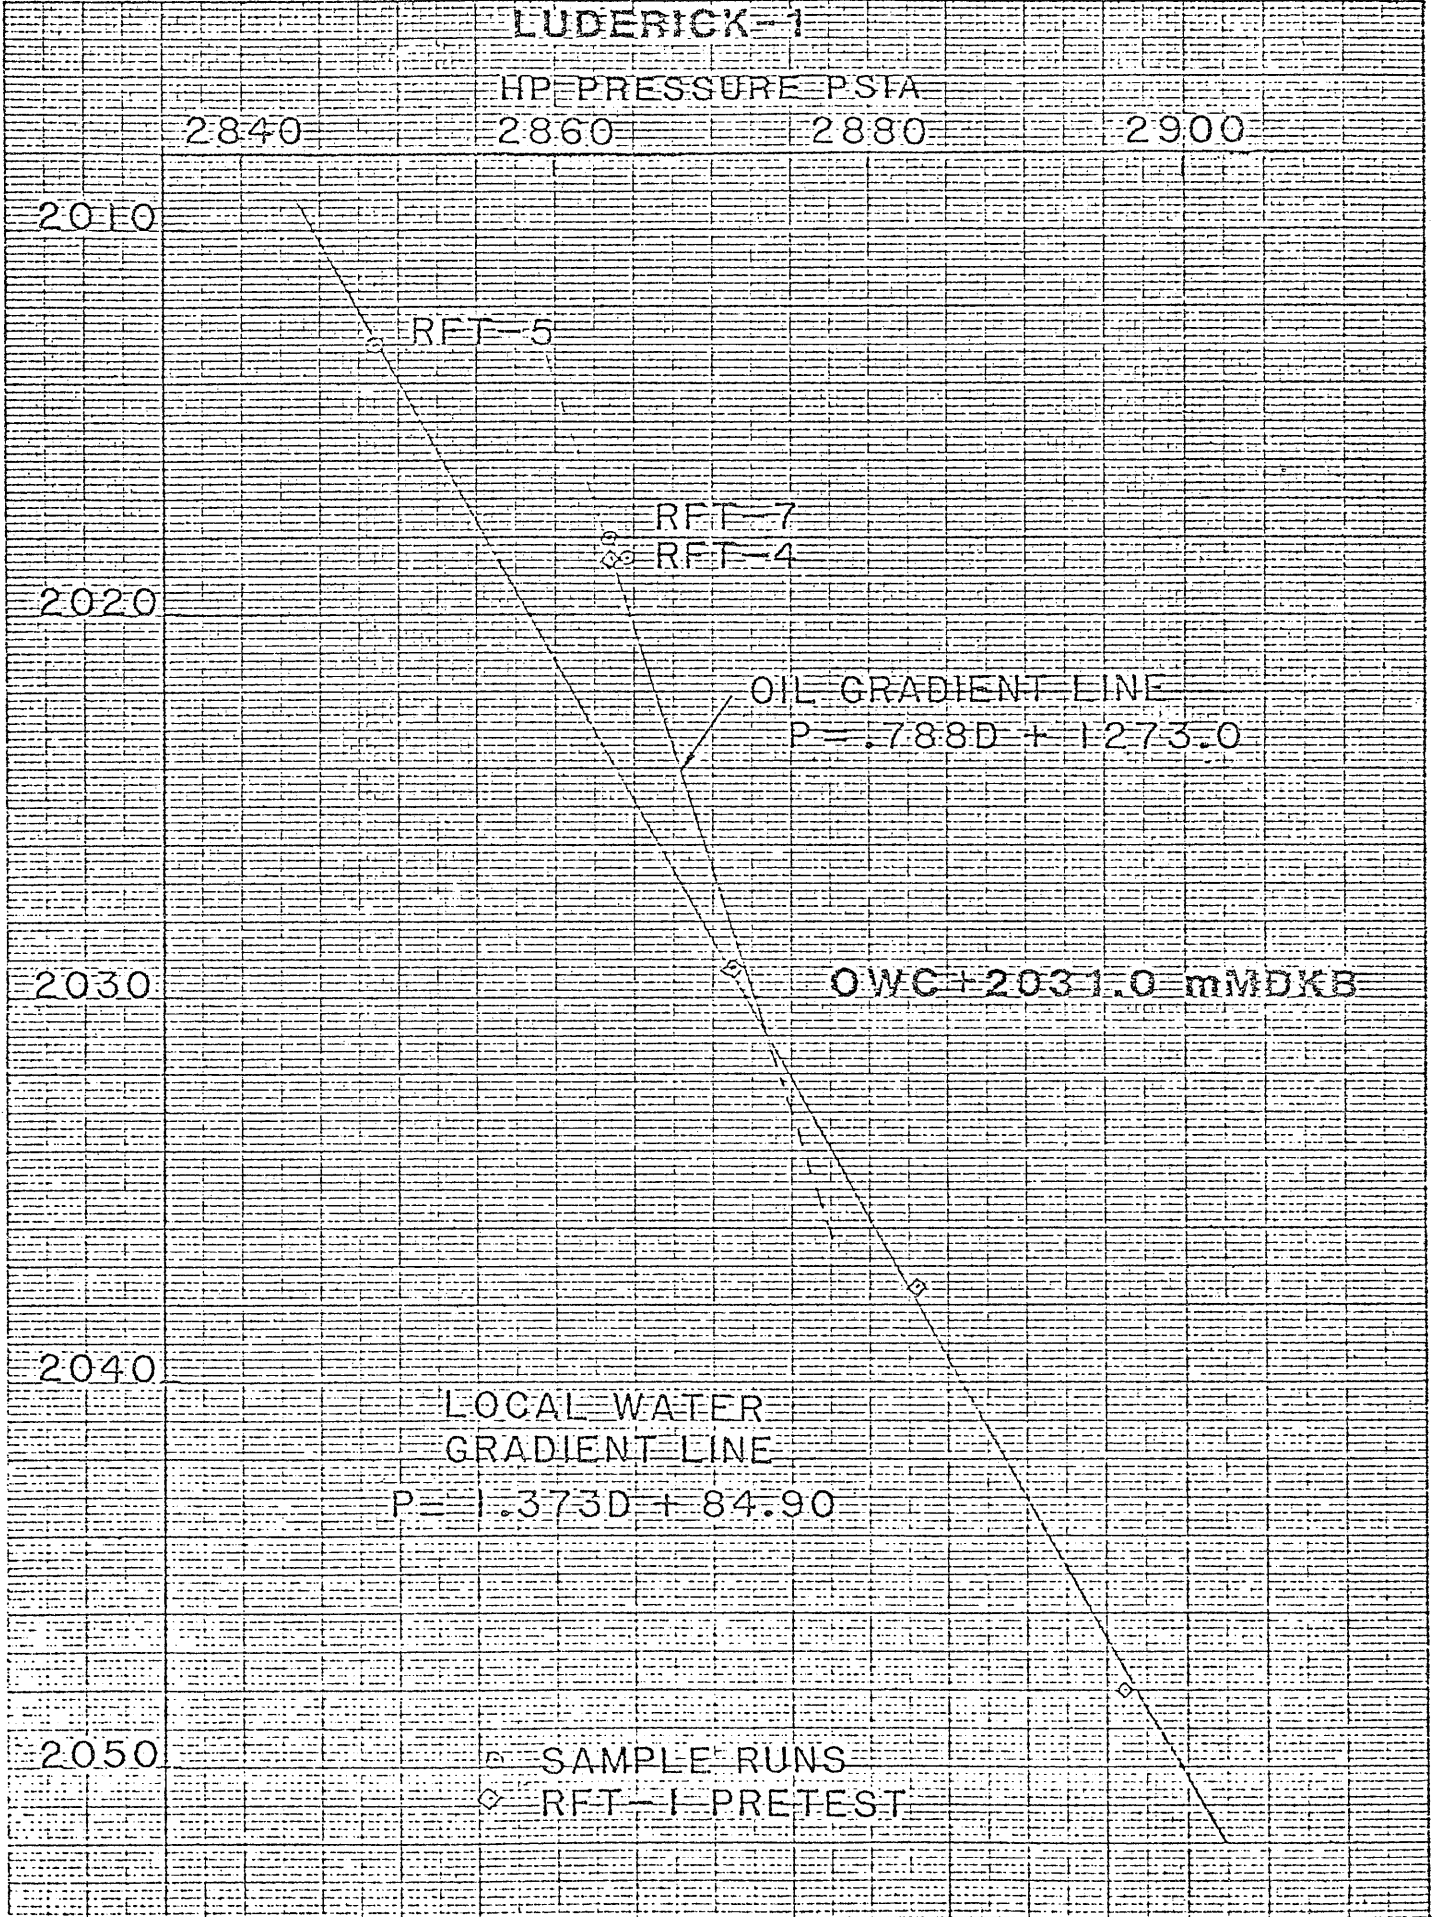 LUDERICK-1
HP PRESSURE PSIA
2840 2860 2880 2900
2010
RFT-5
RFT-7
RFT-4
2020
OIL GRADIENT LINE
P=.788D + 1273.0
2030
OWC +2031.0 mMDKB
2040
LOCAL WATER
GRADIENT LINE
P= 1.373D + 84.90
2050
SAMPLE RUNS
RFT-1 PRETEST